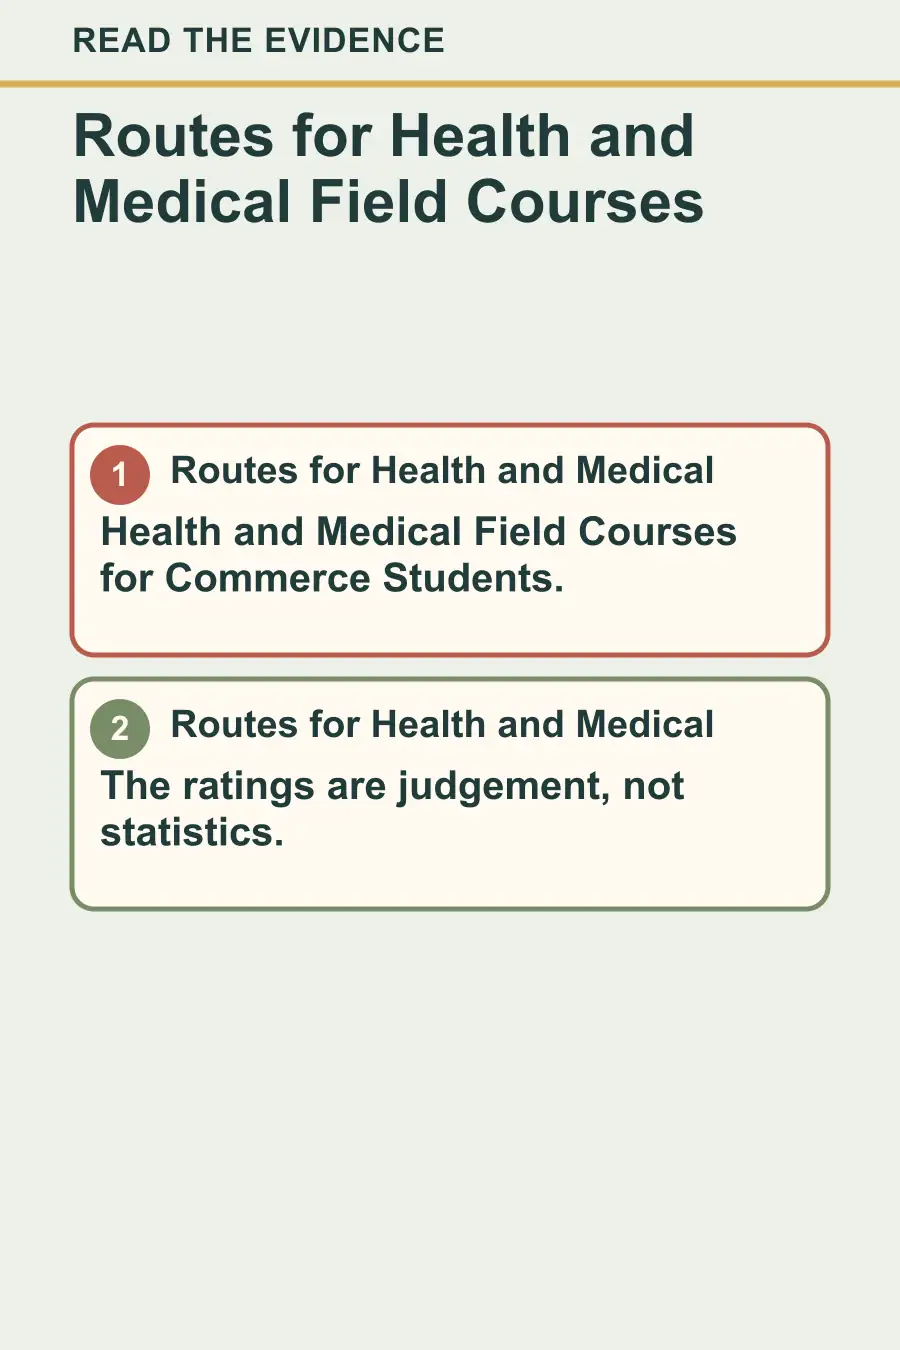 READ THE EVIDENCE
Routes for Health and
Medical Field Courses
1 Routes for Health and Medical
Health and Medical Field Courses
for Commerce Students.
2 Routes for Health and Medical
The ratings are judgement, not
statistics.